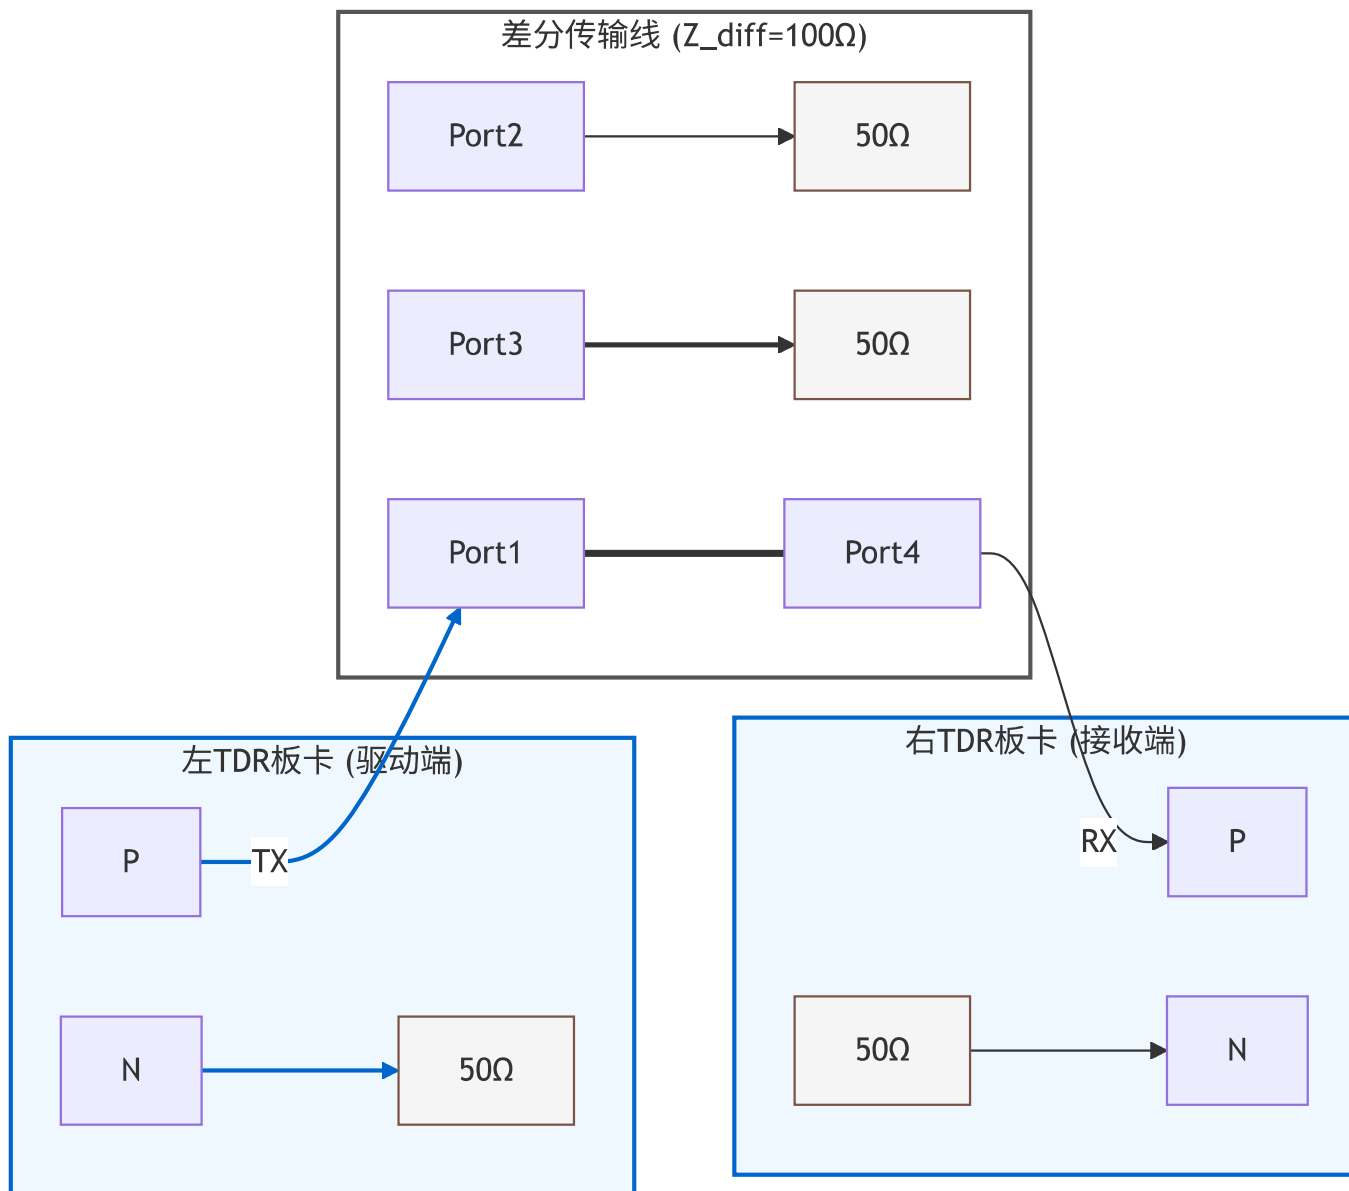 差分传输线 (Z_diff=100Ω)
Port2
50Ω
Port3
50Ω
Port1
Port4
左TDR板卡 (驱动端)
P
TX
N
50Ω
右TDR板卡 (接收端)
RX
P
50Ω
N